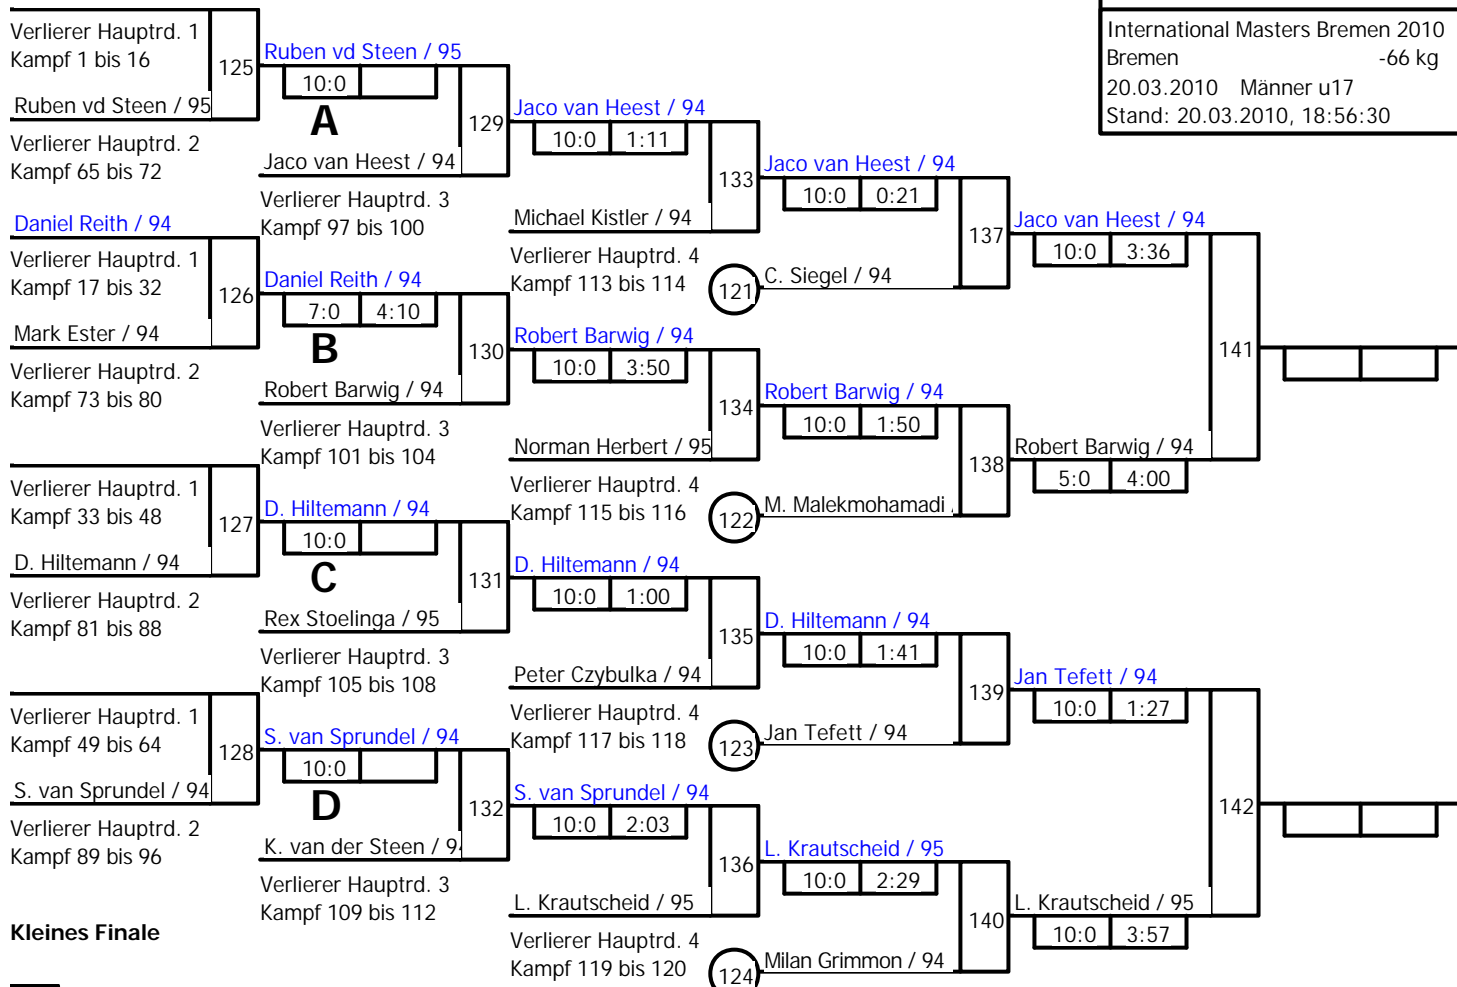 International Masters Bremen 2010
Bremen -66 kg
20.03.2010 Männer u17
Stand: 20.03.2010, 18:56:30
Verlierer Hauptrd. 1
Kampf 1 bis 16
125
Ruben vd Steen / 95
Verlierer Hauptrd. 2
Kampf 65 bis 72
Daniel Reith / 94
Verlierer Hauptrd. 1
Kampf 17 bis 32
126
Mark Ester / 94
Verlierer Hauptrd. 2
Kampf 73 bis 80
Verlierer Hauptrd. 1
Kampf 33 bis 48
127
D. Hiltemann / 94
Verlierer Hauptrd. 2
Kampf 81 bis 88
Verlierer Hauptrd. 1
Kampf 49 bis 64
128
S. van Sprundel / 94
Verlierer Hauptrd. 2
Kampf 89 bis 96
Kleines Finale
Ruben vd Steen / 95
10:0
A
129
Jaco van Heest / 94
Verlierer Hauptrd. 3
Kampf 97 bis 100
Daniel Reith / 94
7:0 4:10
B
130
Robert Barwig / 94
Verlierer Hauptrd. 3
Kampf 101 bis 104
D. Hiltemann / 94
10:0
C
131
Rex Stoelinga / 95
Verlierer Hauptrd. 3
Kampf 105 bis 108
S. van Sprundel / 94
10:0
D
132
K. van der Steen / 94
Verlierer Hauptrd. 3
Kampf 109 bis 112
Jaco van Heest / 94
10:0 1:11
133
Michael Kistler / 94
Verlierer Hauptrd. 4
Kampf 113 bis 114
Robert Barwig / 94
10:0 3:50
134
Norman Herbert / 95
Verlierer Hauptrd. 4
Kampf 115 bis 116
D. Hiltemann / 94
10:0 1:00
135
Peter Czybulka / 94
Verlierer Hauptrd. 4
Kampf 117 bis 118
S. van Sprundel / 94
10:0 2:03
136
L. Krautscheid / 95
Verlierer Hauptrd. 4
Kampf 119 bis 120
Jaco van Heest / 94
10:0 0:21
137
121 C. Siegel / 94
Robert Barwig / 94
10:0 1:50
138
122 M. Malekmohamadi
D. Hiltemann / 94
10:0 1:41
139
123 Jan Tefett / 94
L. Krautscheid / 95
10:0 2:29
140
124 Milan Grimmon / 94
Jaco van Heest / 94
10:0 3:36
141
Robert Barwig / 94
5:0 4:00
Jan Tefett / 94
10:0 1:27
142
L. Krautscheid / 95
10:0 3:57